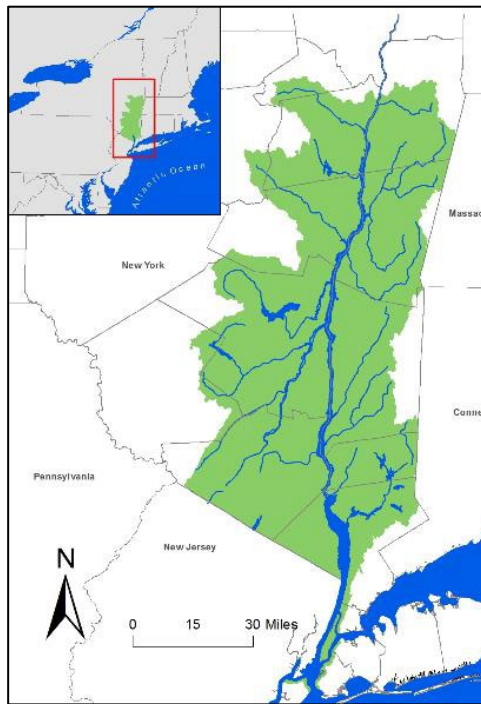 Atlantic Ocean
Massac
New York
Conne
Pennsylvania
New Jersey
N
0 15 30 Miles